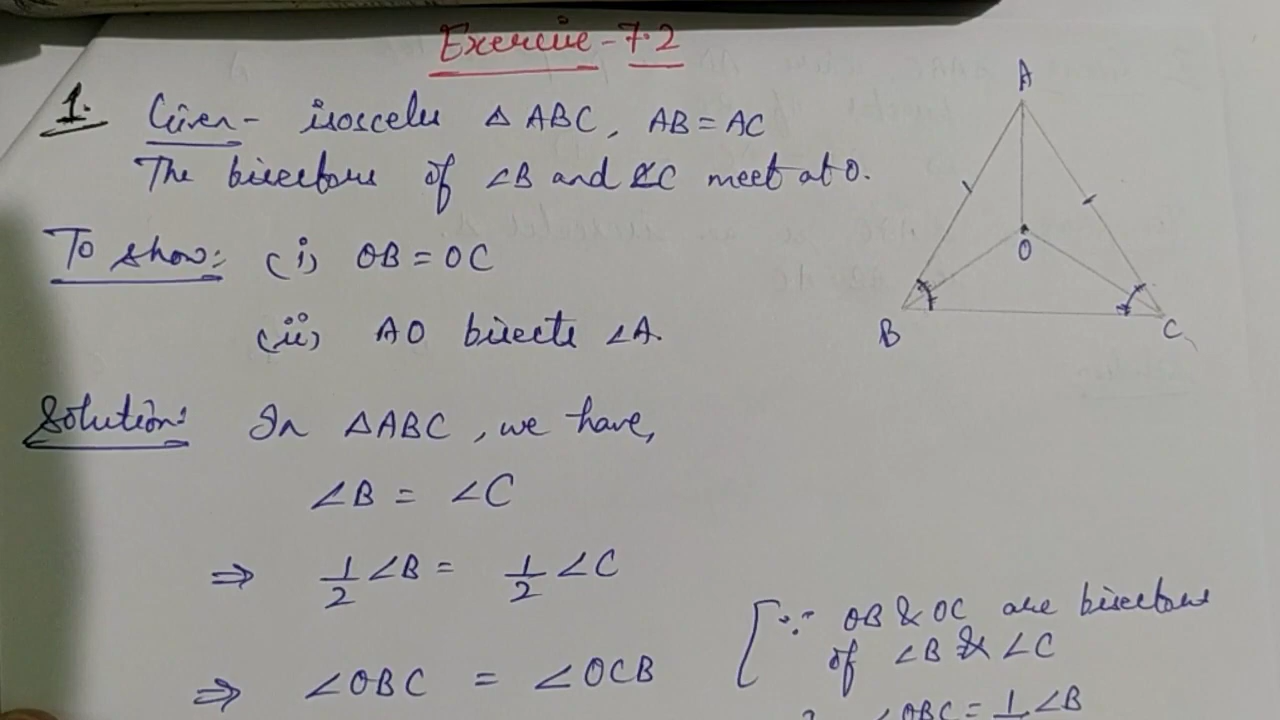 Exercise - 7.2
1. Given - isosceles △ ABC, AB = AC
The bisectors of ∠B and ∠C meet at O.
To show: (i) OB = OC
(ii) AO bisects ∠A.
A
O
B
C
Solution: In △ABC, we have,
∠B = ∠C
⇒ 1/2 ∠B = 1/2 ∠C
⇒ ∠OBC = ∠OCB
[∵ OB & OC are bisectors
of ∠B & ∠C
∠OBC = 1/2 ∠B